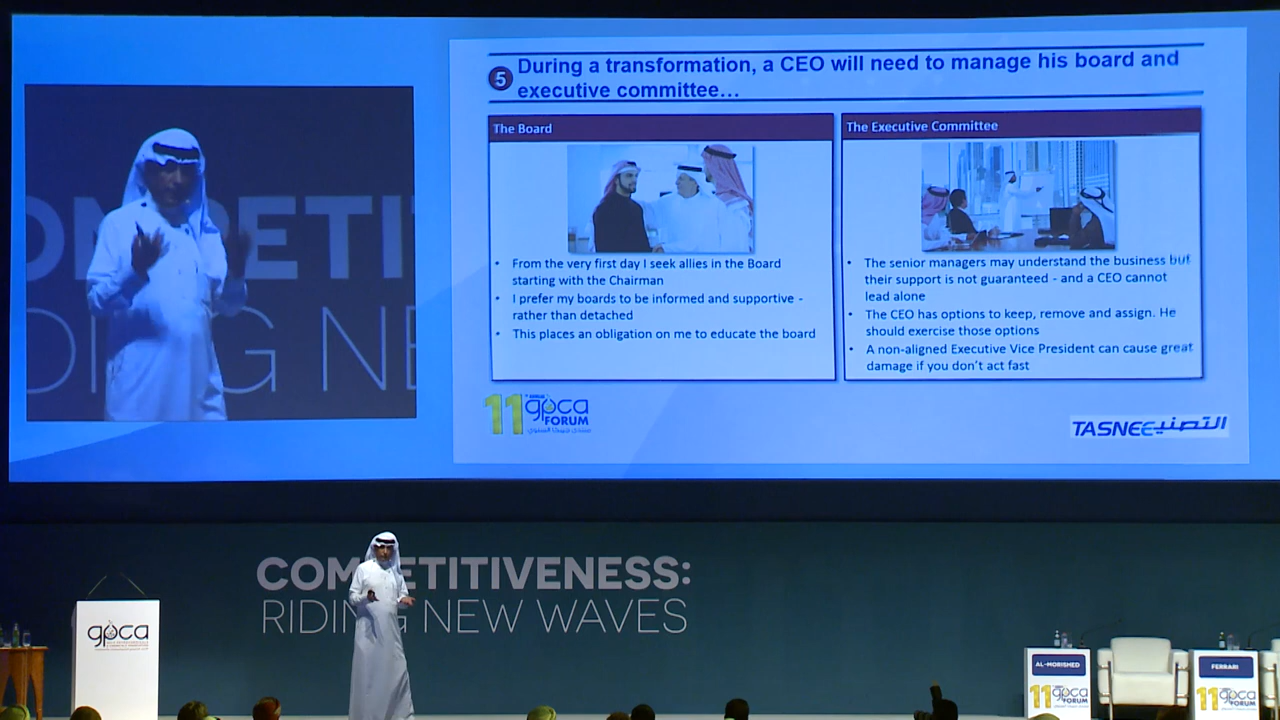 5
During a transformation, a CEO will need to manage his board and
executive committee...
The Board
• From the very first day I seek allies in the Board
starting with the Chairman
• I prefer my boards to be informed and supportive -
rather than detached
• This places an obligation on me to educate the board
The Executive Committee
• The senior managers may understand the business but
their support is not guaranteed - and a CEO cannot
lead alone
• The CEO has options to keep, remove and assign. He
should exercise those options
• A non-aligned Executive Vice President can cause great
damage if you don't act fast
11 gpca
FORUM
TASNEE التصنيع
COMPETITIVENESS:
RIDING NEW WAVES
gpca
AL-MORISHED
11 gpca
FORUM
FERRARI
11 gpca
FORUM